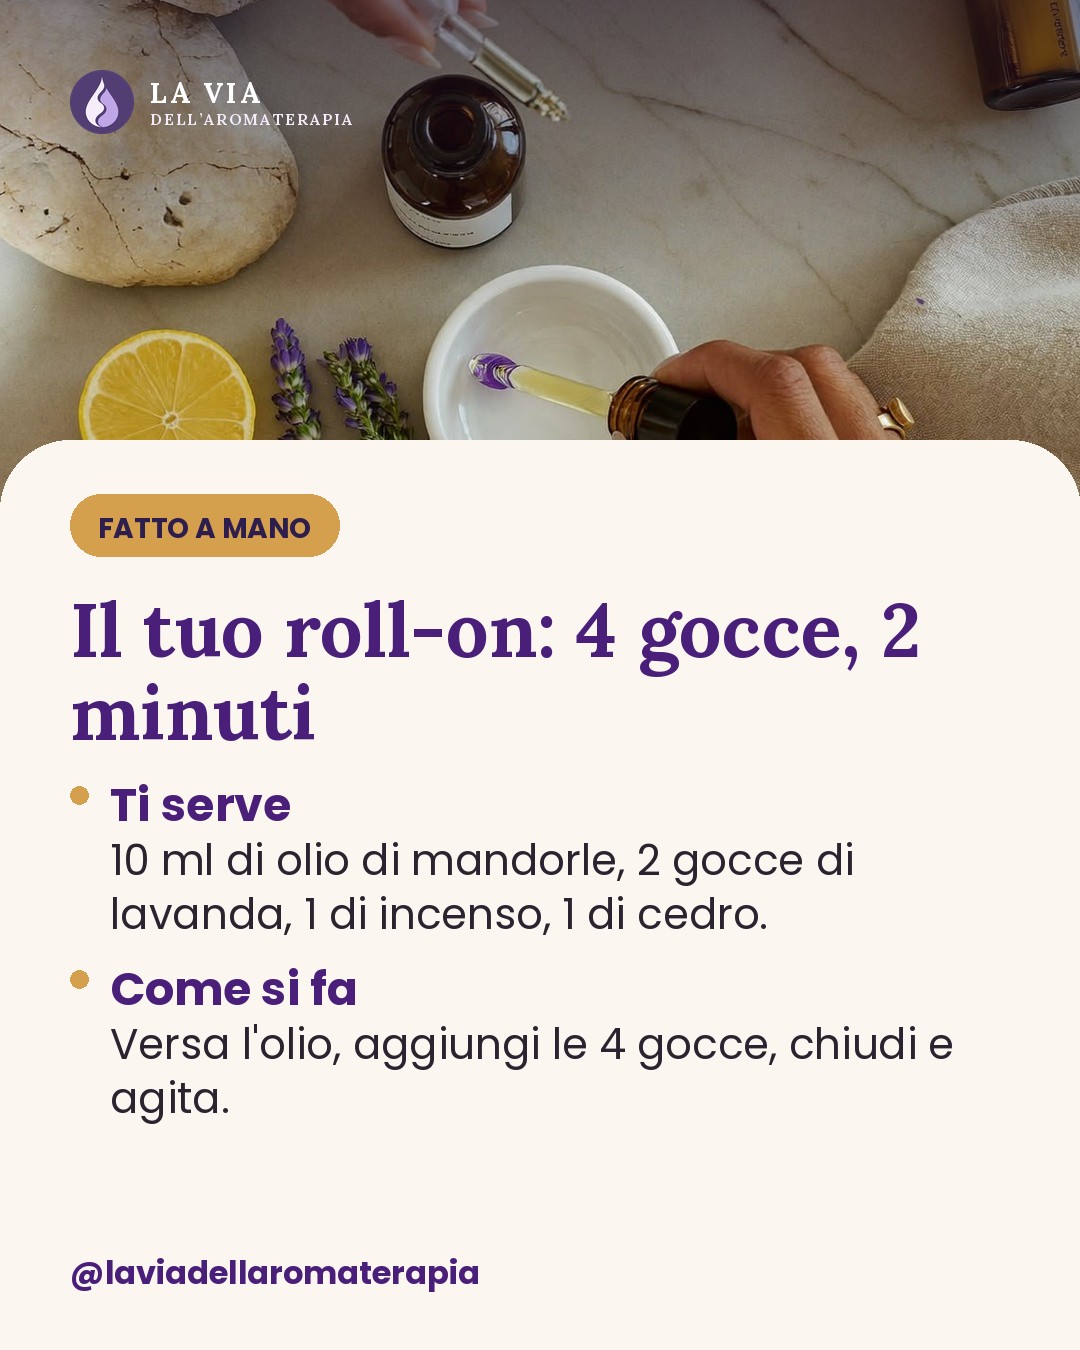 LA VIA
DELL'AROMATERAPIA
FATTO A MANO
Il tuo roll-on: 4 gocce, 2
minuti
Ti serve
10 ml di olio di mandorle, 2 gocce di
lavanda, 1 di incenso, 1 di cedro.
Come si fa
Versa l'olio, aggiungi le 4 gocce, chiudi e
agita.
@laviadellaromaterapia